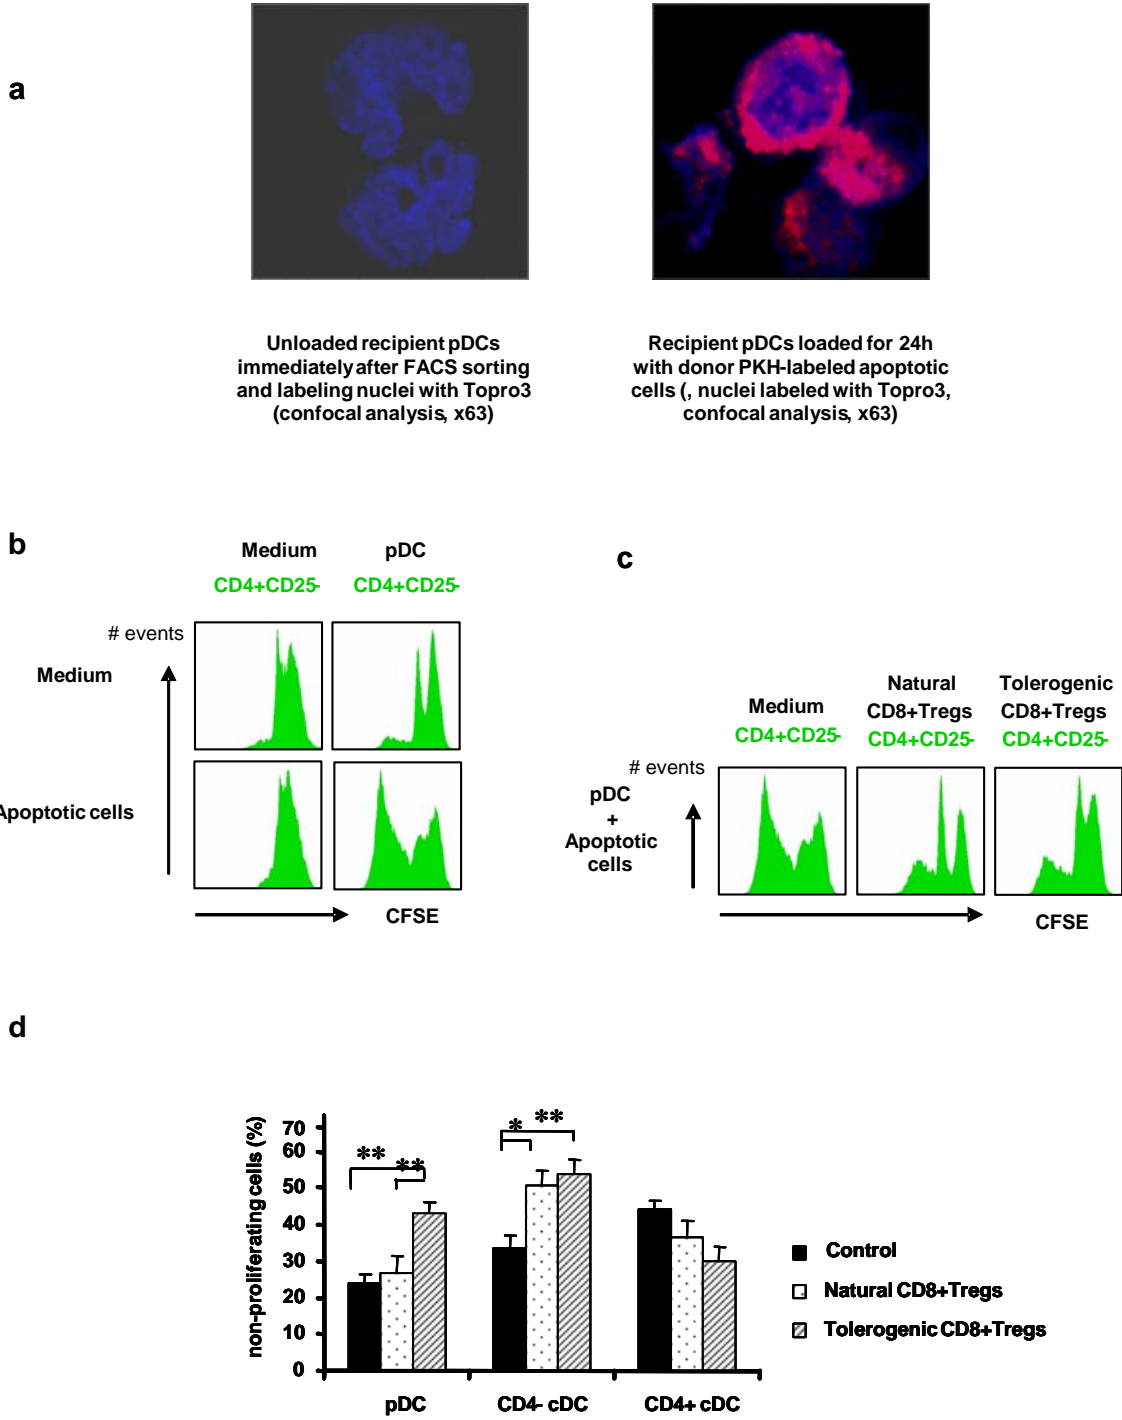 a
Unloaded recipient pDCs
immediately after FACS sorting
and labeling nuclei with Topro3
(confocal analysis, x63)
Recipient pDCs loaded for 24h
with donor PKH-labeled apoptotic
cells (, nuclei labeled with Topro3,
confocal analysis, x63)
b
Medium
pDC
CD4+CD25-
CD4+CD25-
# events
Medium
Apoptotic cells
CFSE
c
Medium
CD4+CD25-
Natural
CD8+Tregs
CD4+CD25-
Tolerogenic
CD8+Tregs
CD4+CD25-
# events
pDC
+
Apoptotic
cells
CFSE
d
non-proliferating cells (%)
70
60
50
40
30
20
10
0
**
**
*
**
pDC
CD4- cDC
CD4+ cDC
Control
Natural CD8+Tregs
Tolerogenic CD8+Tregs